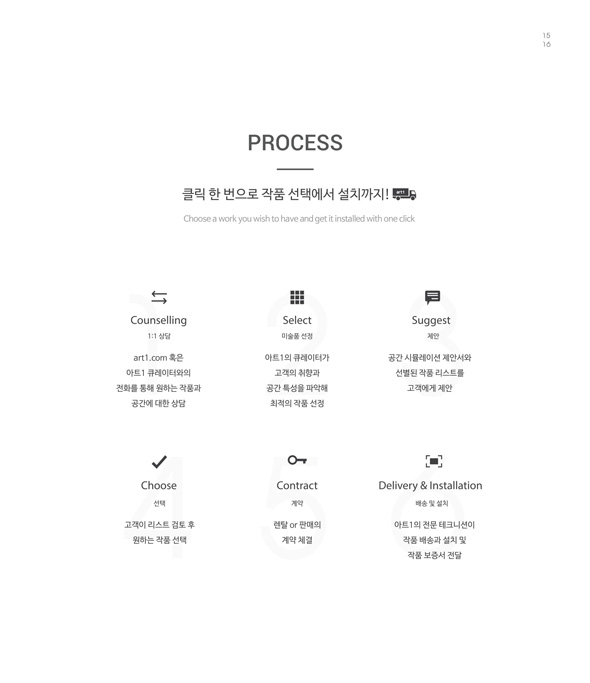 15
16
PROCESS
클릭 한 번으로 작품 선택에서 설치까지!
art1
Choose a work you wish to have and get it installed with one click
1
Counselling
1:1 상담
art1.com 혹은
아트1 큐레이터와의
전화를 통해 원하는 작품과
공간에 대한 상담
2
Select
미술품 선정
아트1의 큐레이터가
고객의 취향과
공간 특성을 파악해
최적의 작품 선정
3
Suggest
제안
공간 시뮬레이션 제안서와
선별된 작품 리스트를
고객에게 제안
4
Choose
선택
고객이 리스트 검토 후
원하는 작품 선택
5
Contract
계약
렌탈 or 판매의
계약 체결
6
Delivery & Installation
배송 및 설치
아트1의 전문 테크니션이
작품 배송과 설치 및
작품 보증서 전달